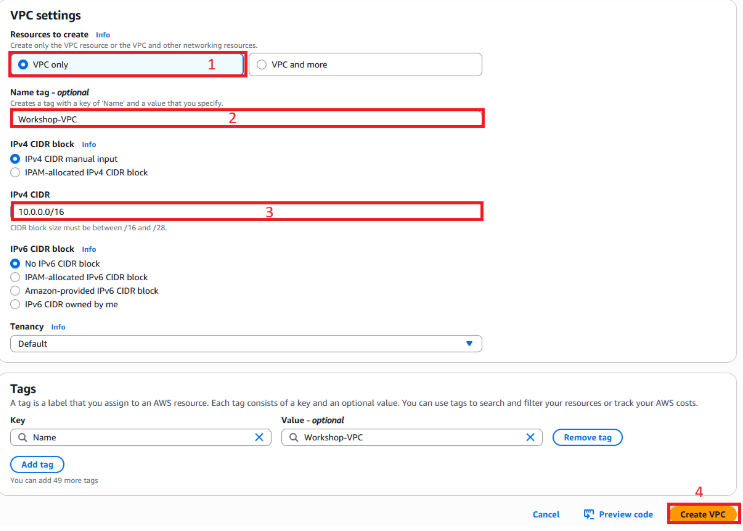 VPC settings
Resources to create Info
Create only the VPC resource or the VPC and other networking resources.
VPC only 1 VPC and more
Name tag - optional
Creates a tag with a key of 'Name' and a value that you specify.
Workshop-VPC 2
IPv4 CIDR block Info
IPv4 CIDR manual input
IPAM-allocated IPv4 CIDR block
IPv4 CIDR
10.0.0.0/16 3
CIDR block size must be between /16 and /28.
IPv6 CIDR block Info
No IPv6 CIDR block
IPAM-allocated IPv6 CIDR block
Amazon-provided IPv6 CIDR block
IPv6 CIDR owned by me
Tenancy Info
Default
Tags
A tag is a label that you assign to an AWS resource. Each tag consists of a key and an optional value. You can use tags to search and filter your resources or track your AWS costs.
Key Value - optional
Name Workshop-VPC Remove tag
Add tag
You can add 49 more tags
4
Cancel Preview code Create VPC